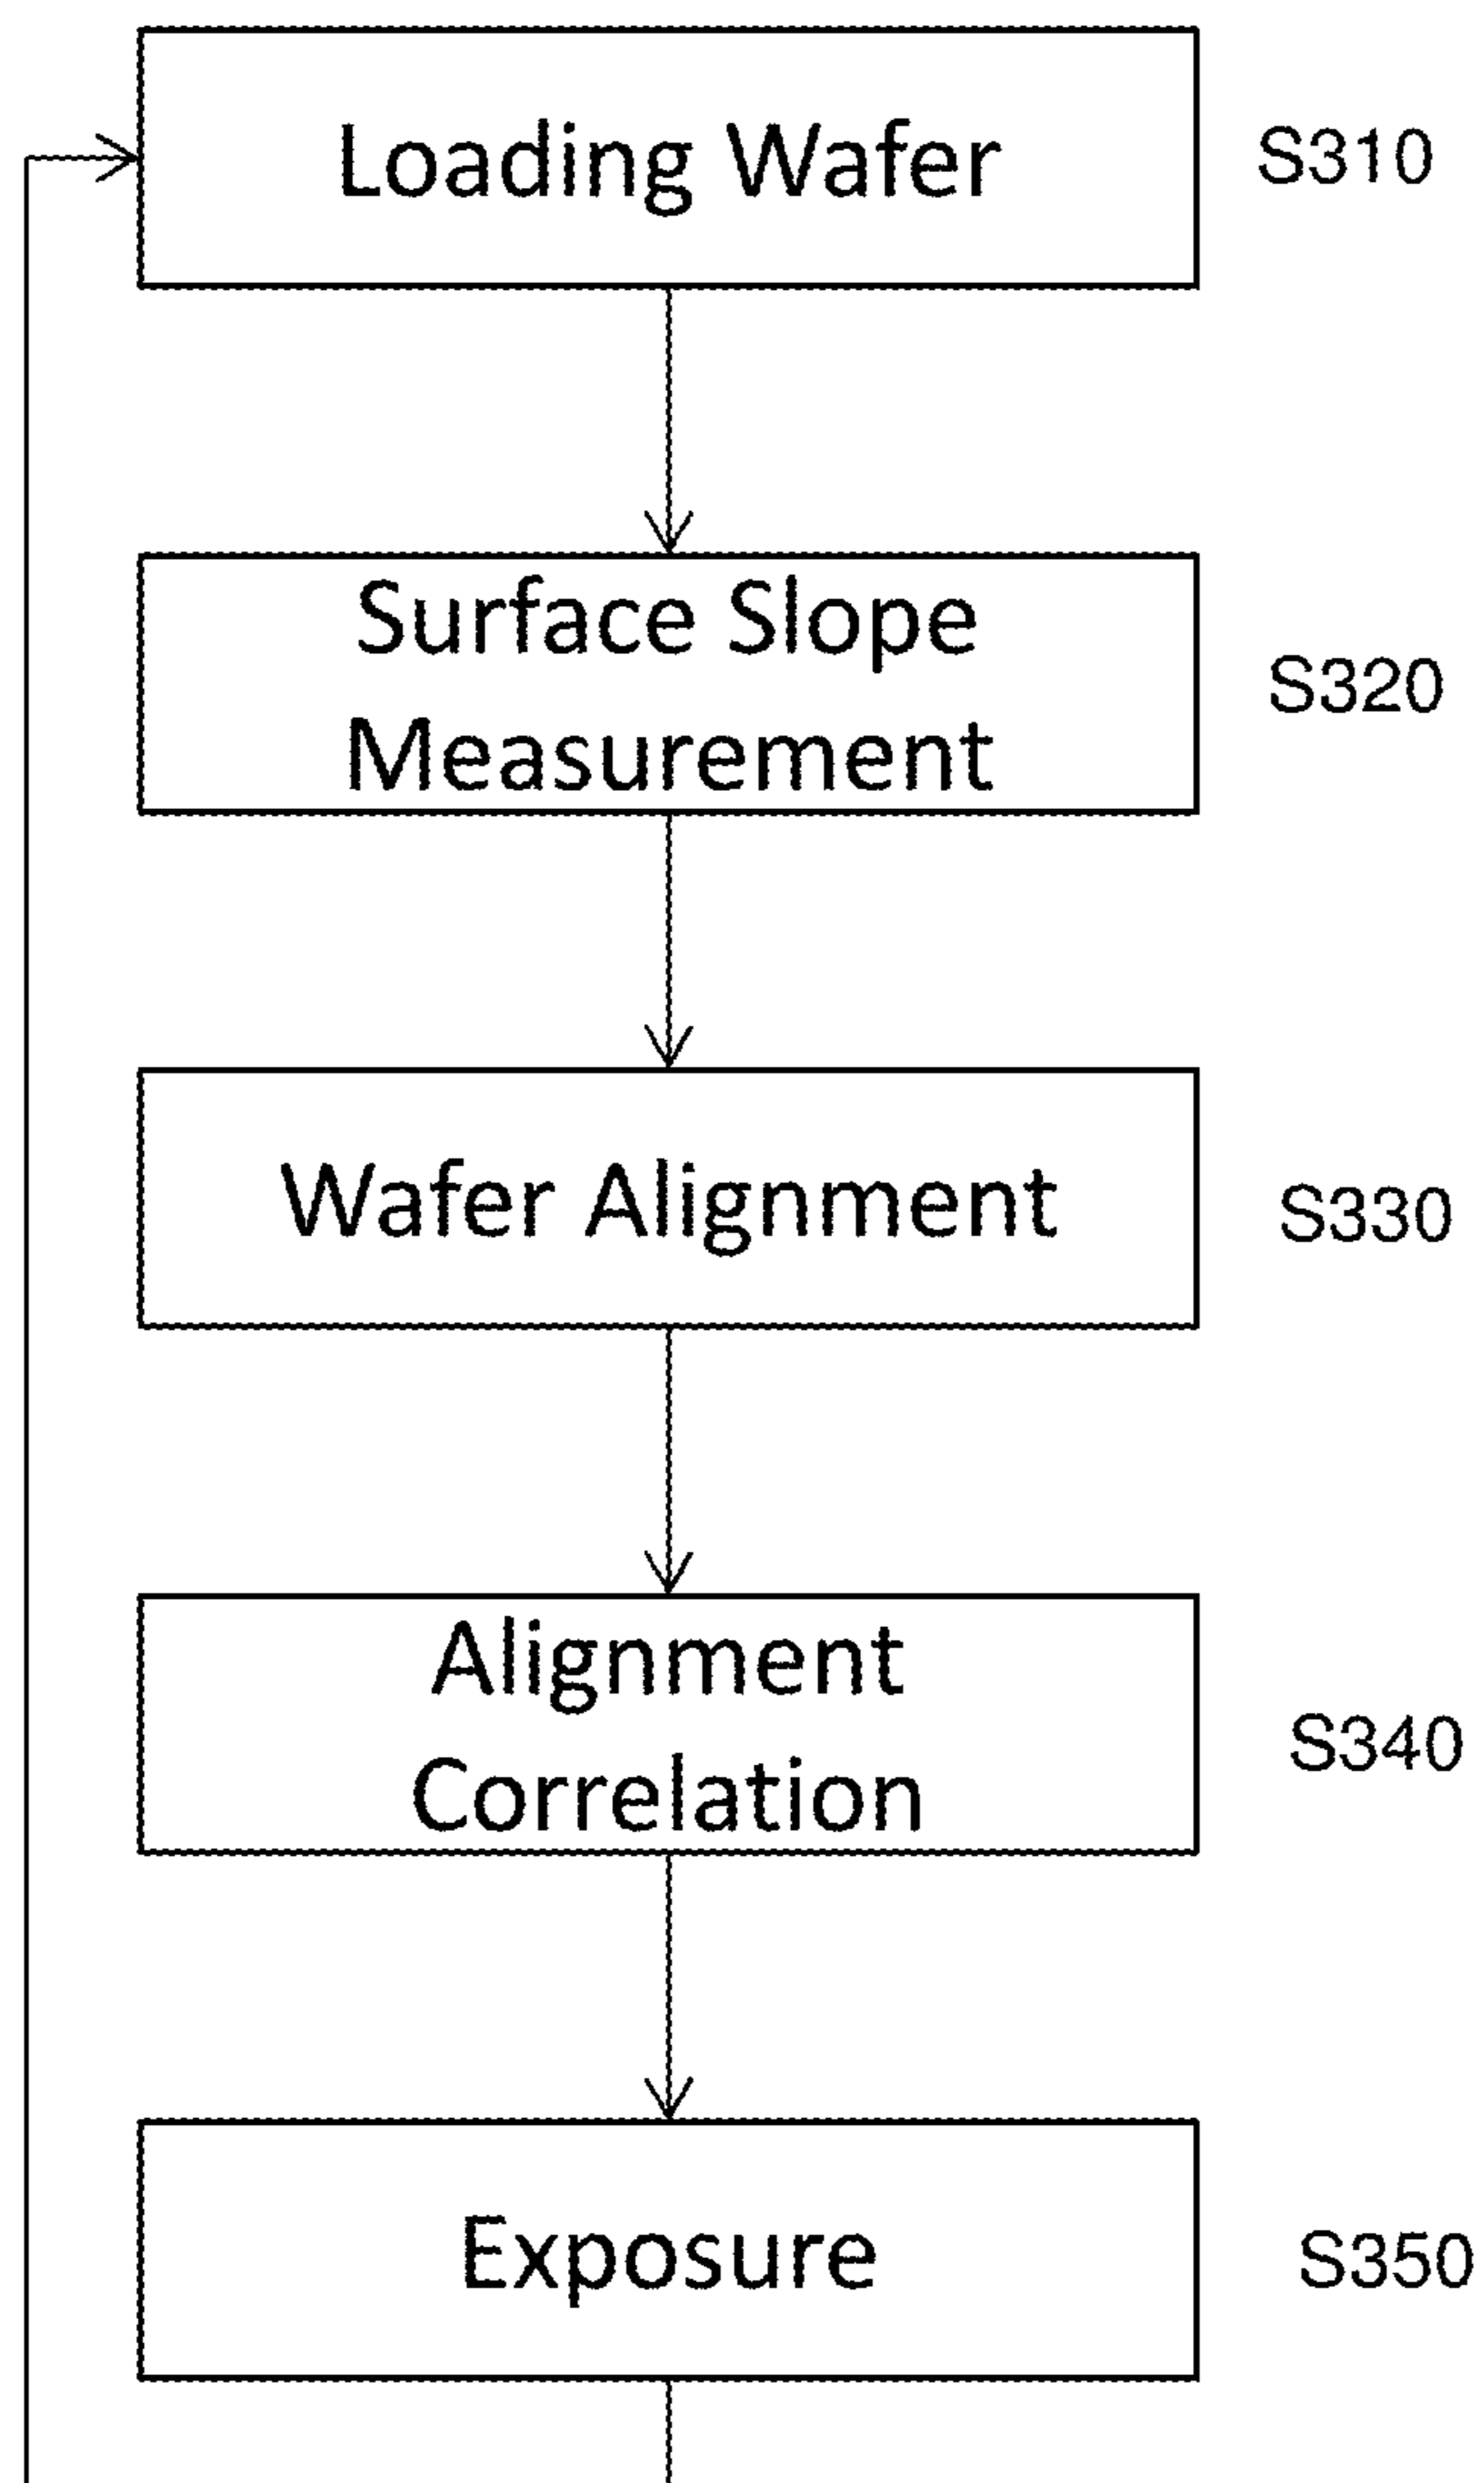 Loading Wafer
S310
Surface Slope
Measurement
S320
Wafer Alignment
S330
Alignment
Correlation
S340
Exposure
S350